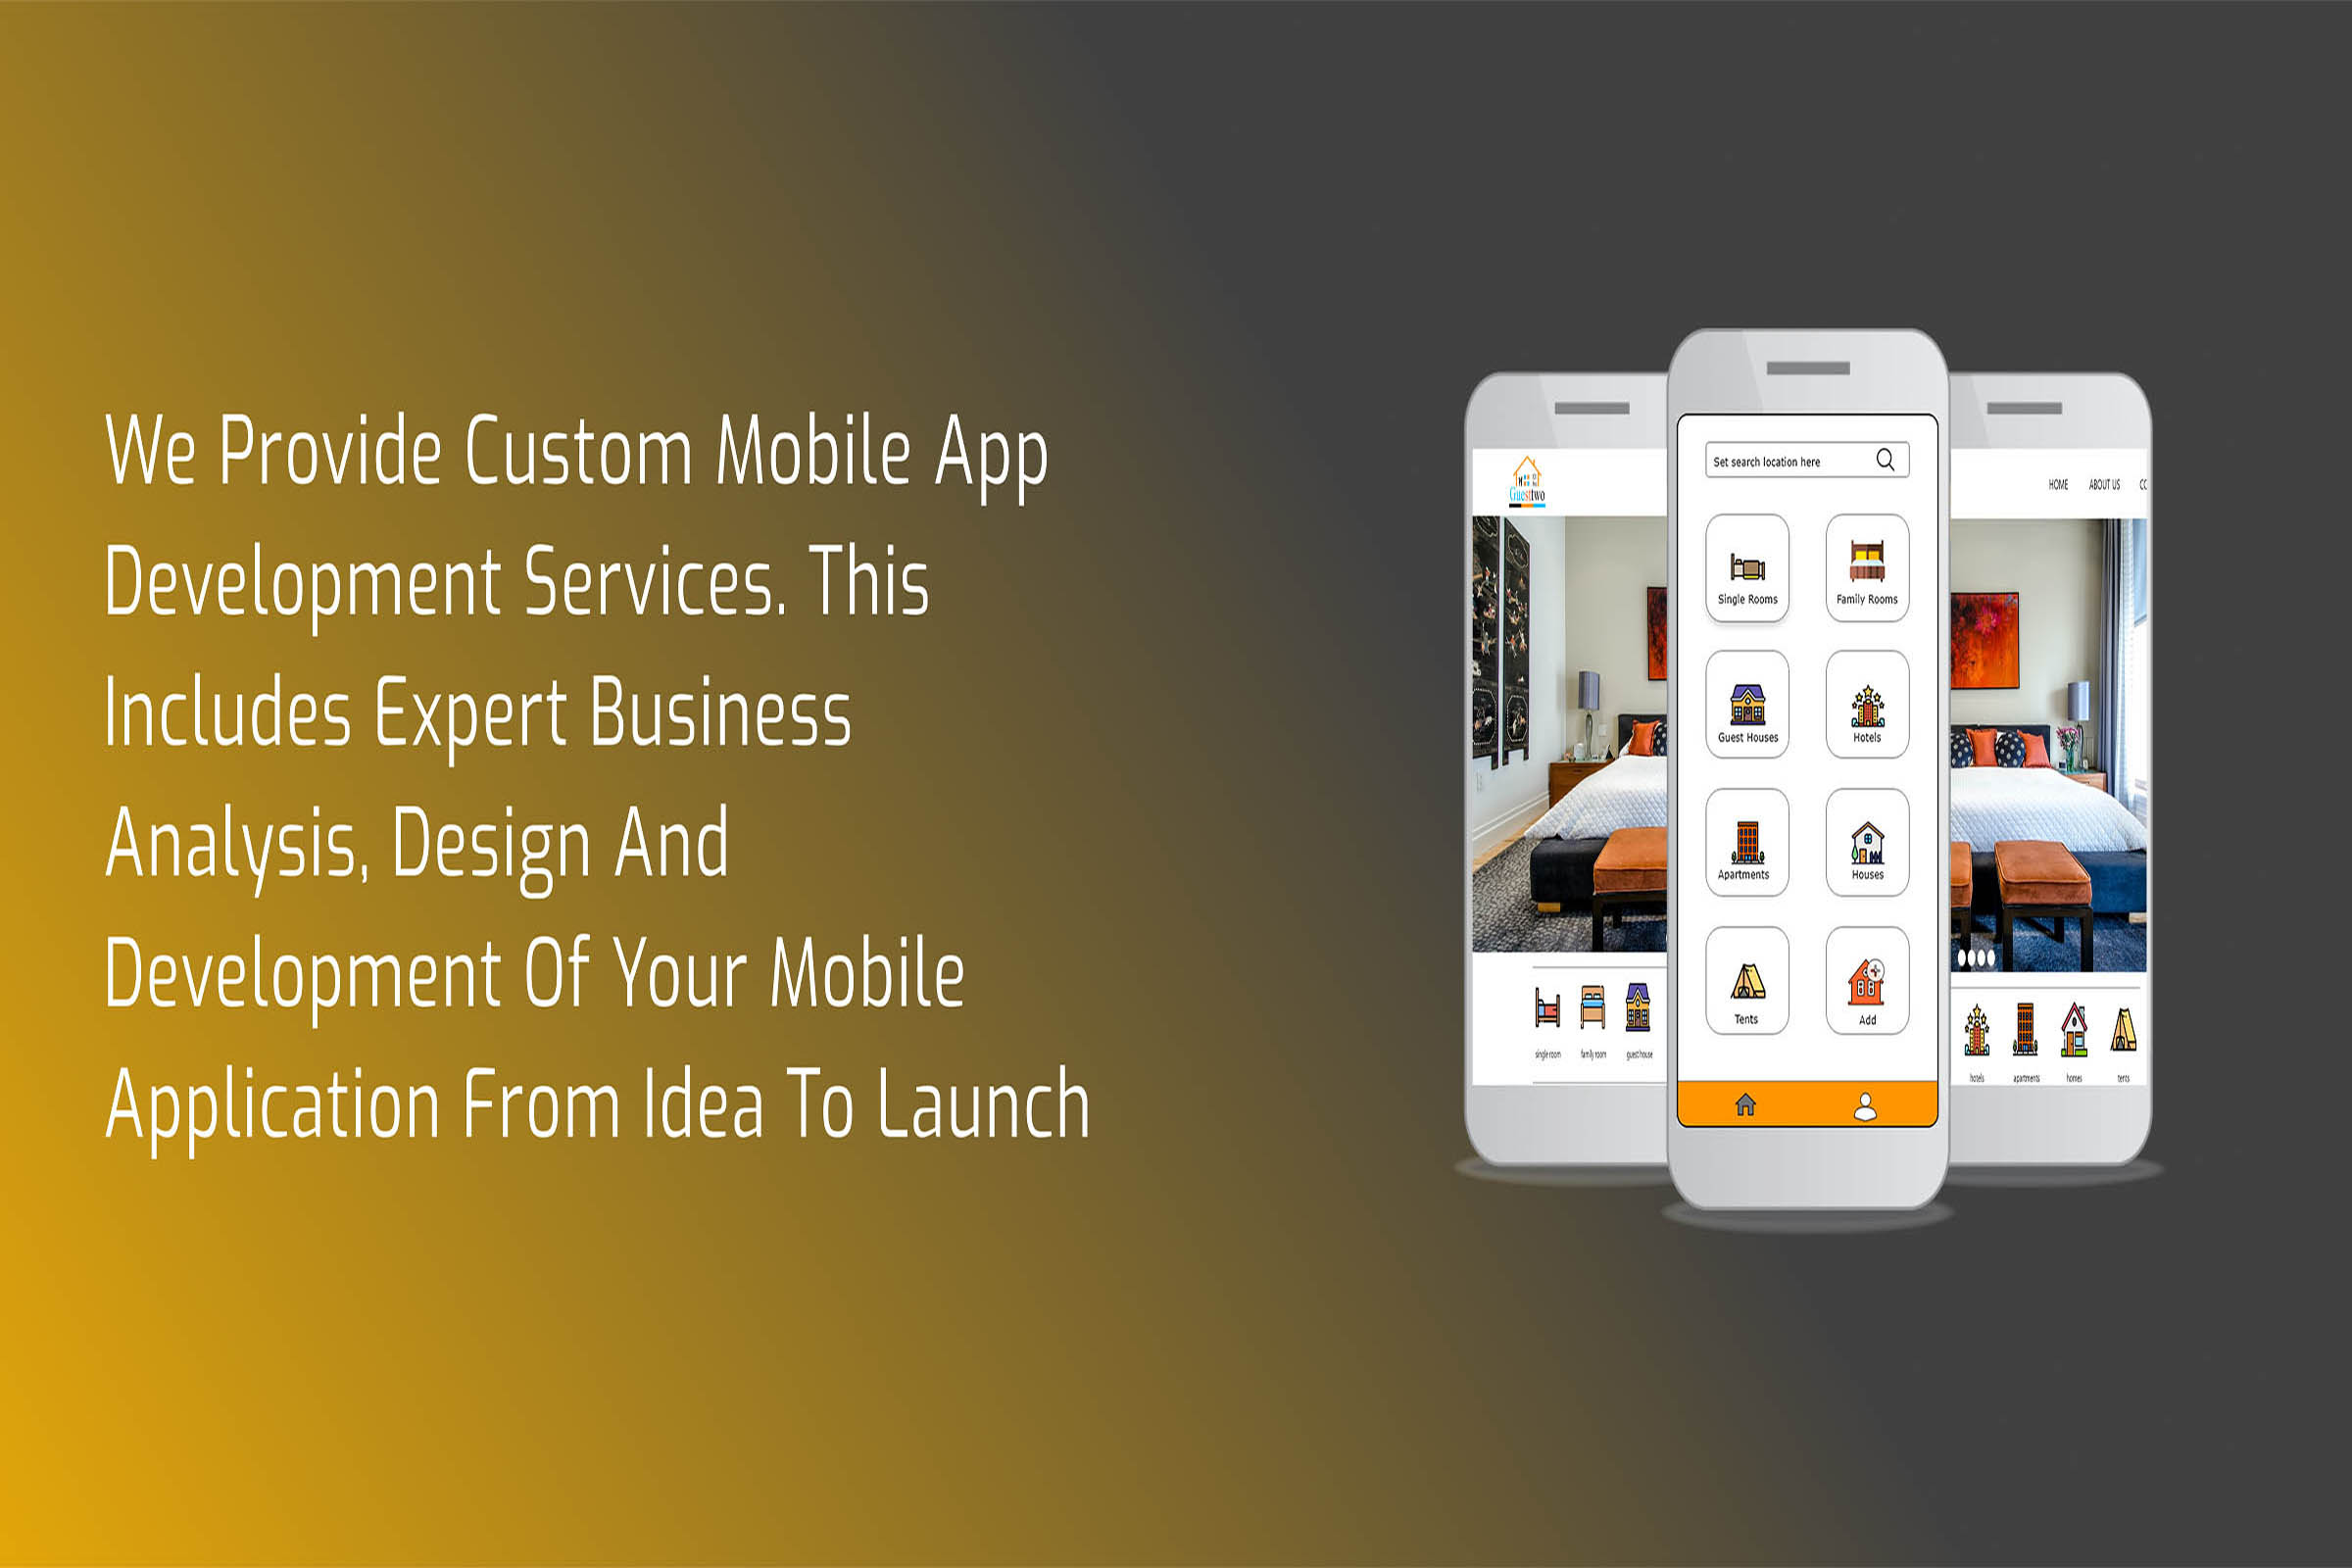 We Provide Custom Mobile App
Development Services. This
Includes Expert Business
Analysis, Design And
Development Of Your Mobile
Application From Idea To Launch
Guesttwo
single room family room guest house
Set search location here
Single Rooms Family Rooms
Guest Houses Hotels
Apartments Houses
Tents Add
HOME ABOUT US
hotels apartments homes tents